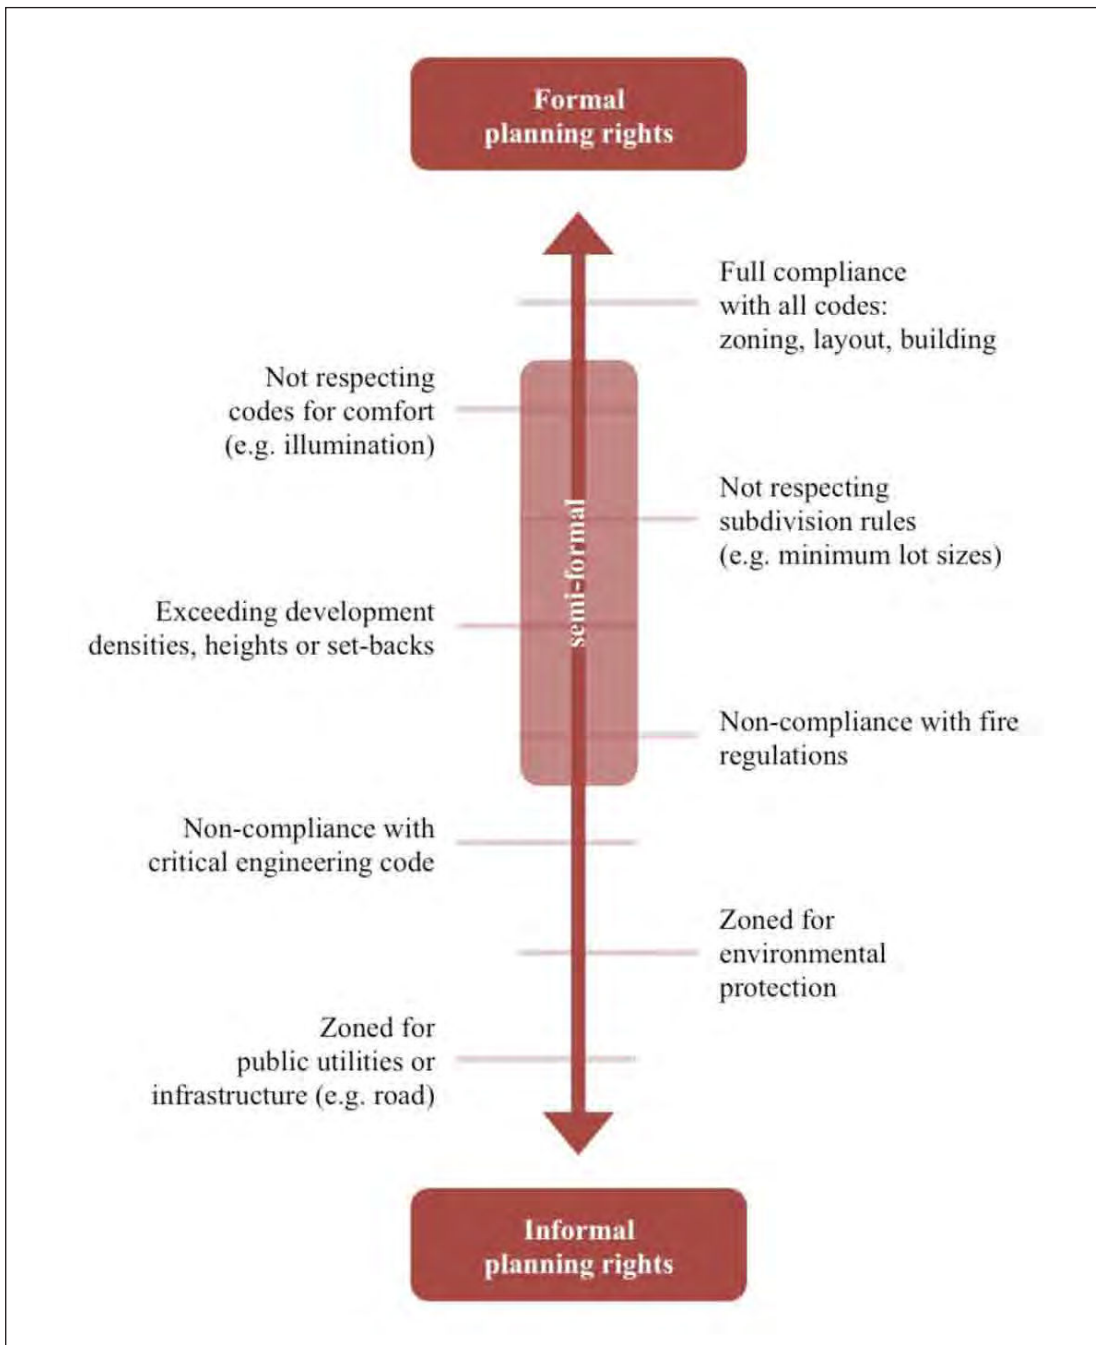 Formal
planning rights
Full compliance
with all codes:
zoning, layout, building
Not respecting
codes for comfort
(e.g. illumination)
Not respecting
subdivision rules
(e.g. minimum lot sizes)
semi-formal
Exceeding development
densities, heights or set-backs
Non-compliance with fire
regulations
Non-compliance with
critical engineering code
Zoned for
environmental
protection
Zoned for
public utilities or
infrastructure (e.g. road)
Informal
planning rights